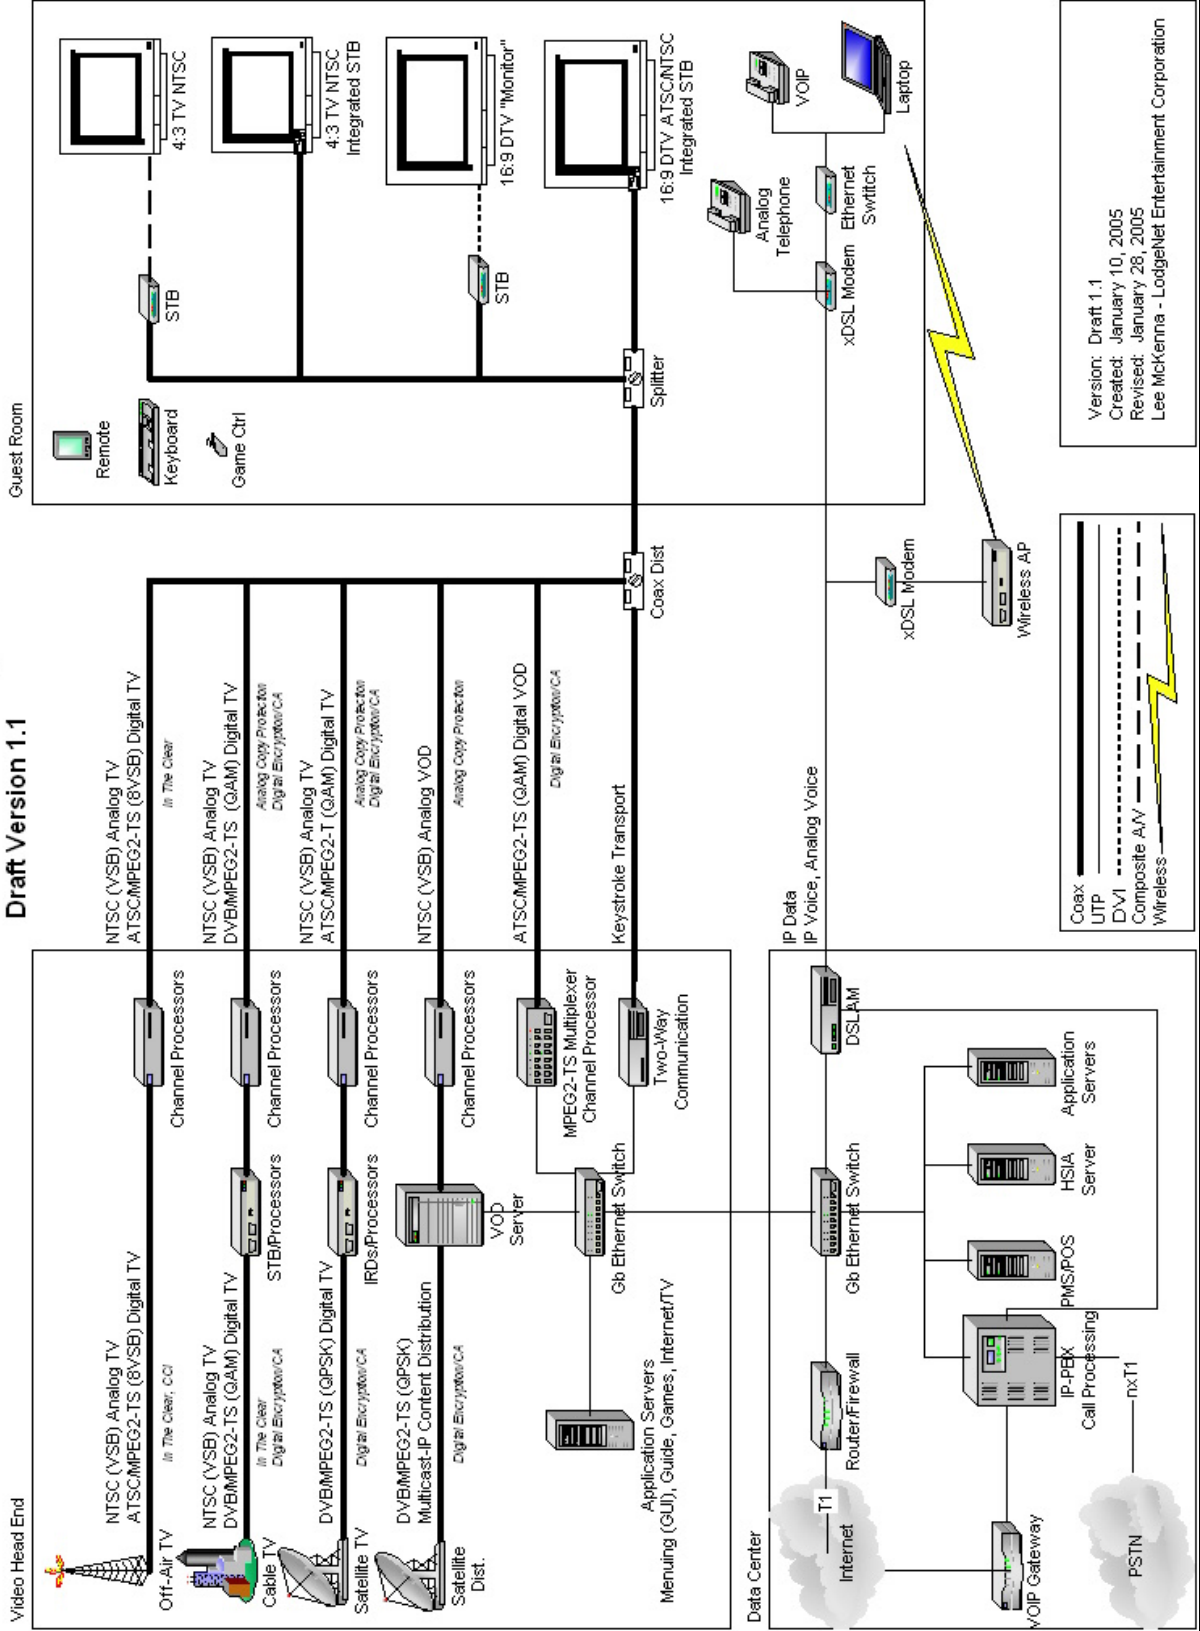 Draft Version 1.1
Video Head End
Off-Air TV
NTSC (VSB) Analog TV
ATSC/MPEG2-TS (8VSB) Digital TV
In The Clear, CCI
Channel Processors
NTSC (VSB) Analog TV
ATSC/MPEG2-TS (8VSB) Digital TV
In The Clear
Cable TV
NTSC (VSB) Analog TV
DVB/MPEG2-TS (QAM) Digital TV
In The Clear
Digital Encryption/CA
STB/Processors
Channel Processors
NTSC (VSB) Analog TV
DVB/MPEG2-TS (QAM) Digital TV
Analog Copy Protection
Digital Encryption/CA
Satellite TV
DVB/MPEG2-TS (QPSK) Digital TV
Digital Encryption/CA
IRDs/Processors
Channel Processors
NTSC (VSB) Analog TV
ATSC/MPEG2-T (QAM) Digital TV
Analog Copy Protection
Digital Encryption/CA
Satellite
Dist.
DVB/MPEG2-TS (QPSK)
Multicast-IP Content Distribution
Digital Encryption/CA
VOD
Server
Channel Processors
NTSC (VSB) Analog VOD
Analog Copy Protection
MPEG2-TS Multiplexer
Channel Processor
ATSC/MPEG2-TS (QAM) Digital VOD
Digital Encrypton/CA
Application Servers
Menuing (GUI), Guide, Games, Internet/TV
Gb Ethernet Switch
Two-Way
Communication
Keystroke Transport
Coax Dist
Guest Room
Remote
Keyboard
Game Ctrl
STB
4:3 TV NTSC
4:3 TV NTSC
Integrated STB
STB
16:9 DTV "Monitor"
16:9 DTV ATSC/NTSC
Integrated STB
Splitter
Analog
Telephone
VOIP
Laptop
xDSL Modem
Ethernet
Swtitch
xDSL Modem
Wireless AP
Data Center
Internet
T1
Router/Firewall
Gb Ethernet Switch
DSLAM
IP Data
IP Voice, Analog Voice
VOIP Gateway
IP-PBX
Call Processing
PMS/POS
HSIA
Server
Application
Servers
PSTN
nxT1
Coax
UTP
DVI
Composite A/V
Wireless
Version: Draft 1.1
Created: January 10, 2005
Revised: January 28, 2005
Lee McKenna - LodgeNet Entertainment Corporation